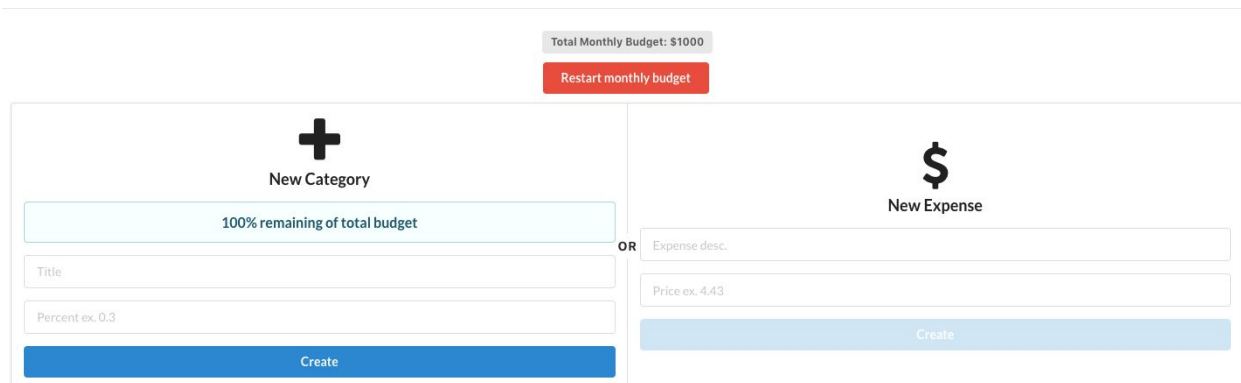 Total Monthly Budget: $1000
Restart monthly budget
New Category
100% remaining of total budget
Title
Percent ex. 0.3
Create
OR
$
New Expense
Expense desc.
Price ex. 4.43
Create